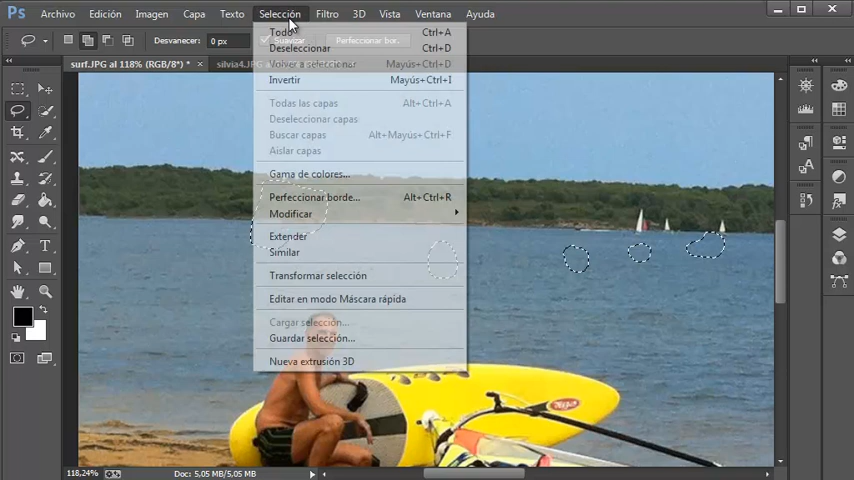 Ps Archivo Edición Imagen Capa Texto Selección Filtro 3D Vista Ventana Ayuda
Desvanecer: 0 px Suavizar Perfeccionar bor...
surf.JPG al 118% (RGB/8*) * ×
Todo Ctrl+A
Deseleccionar Ctrl+D
Volver a seleccionar Mayús+Ctrl+D
Invertir Mayús+Ctrl+I
Todas las capas Alt+Ctrl+A
Deseleccionar capas
Buscar capas Alt+Mayús+Ctrl+F
Aislar capas
Gama de colores...
Perfeccionar borde... Alt+Ctrl+R
Modificar
Extender
Similar
Transformar selección
Editar en modo Máscara rápida
Cargar selección...
Guardar selección...
Nueva extrusión 3D
118,24% Doc: 5,05 MB/5,05 MB